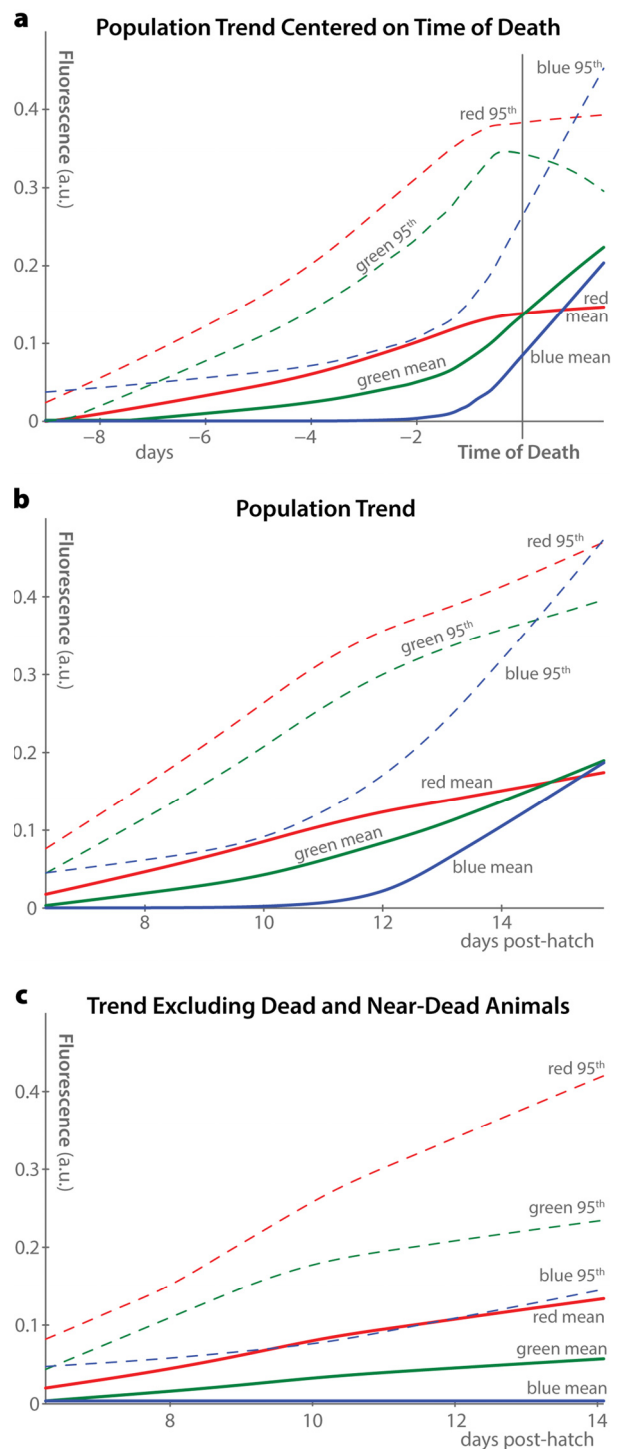 a
Population Trend Centered on Time of Death
Fluorescence (a.u.)
blue 95th
red 95th
green 95th
red
mean
green mean
blue mean
0.4
0.3
0.2
0.1
0
−8
−6
−4
−2
days
Time of Death
b
Population Trend
Fluorescence (a.u.)
red 95th
green 95th
blue 95th
red mean
green mean
blue mean
0.4
0.3
0.2
0.1
0
8
10
12
14
days post-hatch
c
Trend Excluding Dead and Near-Dead Animals
Fluorescence (a.u.)
red 95th
green 95th
blue 95th
red mean
green mean
blue mean
0.4
0.3
0.2
0.1
0
8
10
12
14
days post-hatch